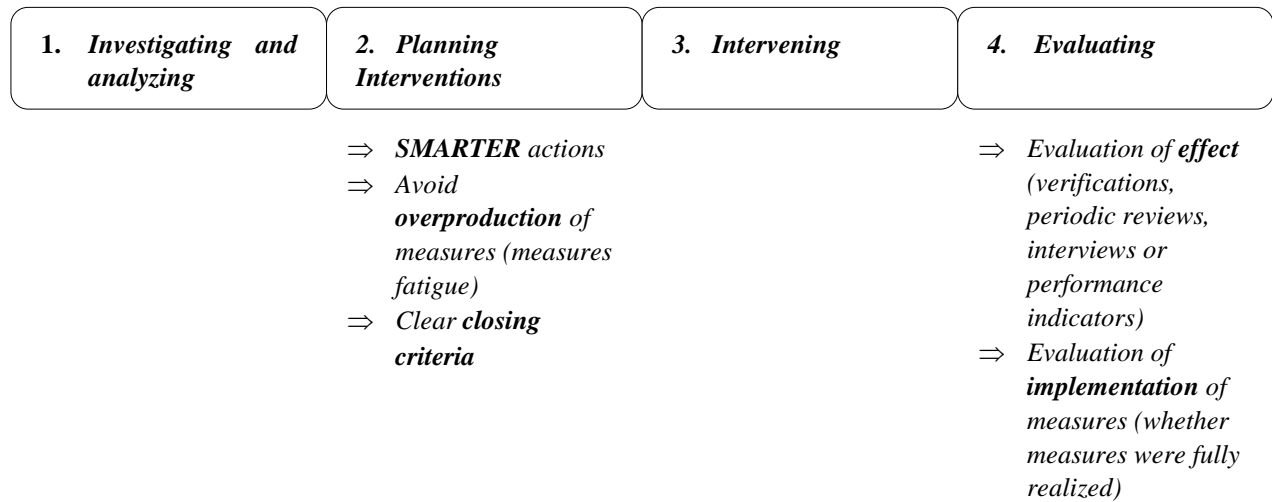 1. Investigating and
analyzing
2. Planning
Interventions
3. Intervening
4. Evaluating
⇒ SMARTER actions
⇒ Avoid
overproduction of
measures (measures
fatigue)
⇒ Clear closing
criteria
⇒ Evaluation of effect
(verifications,
periodic reviews,
interviews or
performance
indicators)
⇒ Evaluation of
implementation of
measures (whether
measures were fully
realized)